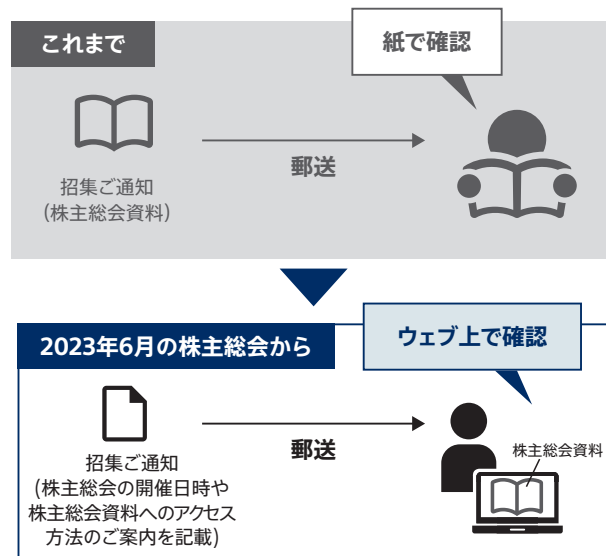 これまで
紙で確認
招集ご通知
(株主総会資料)
郵送
2023年6月の株主総会から
ウェブ上で確認
招集ご通知
(株主総会の開催日時や
株主総会資料へのアクセス
方法のご案内を記載)
郵送
株主総会資料